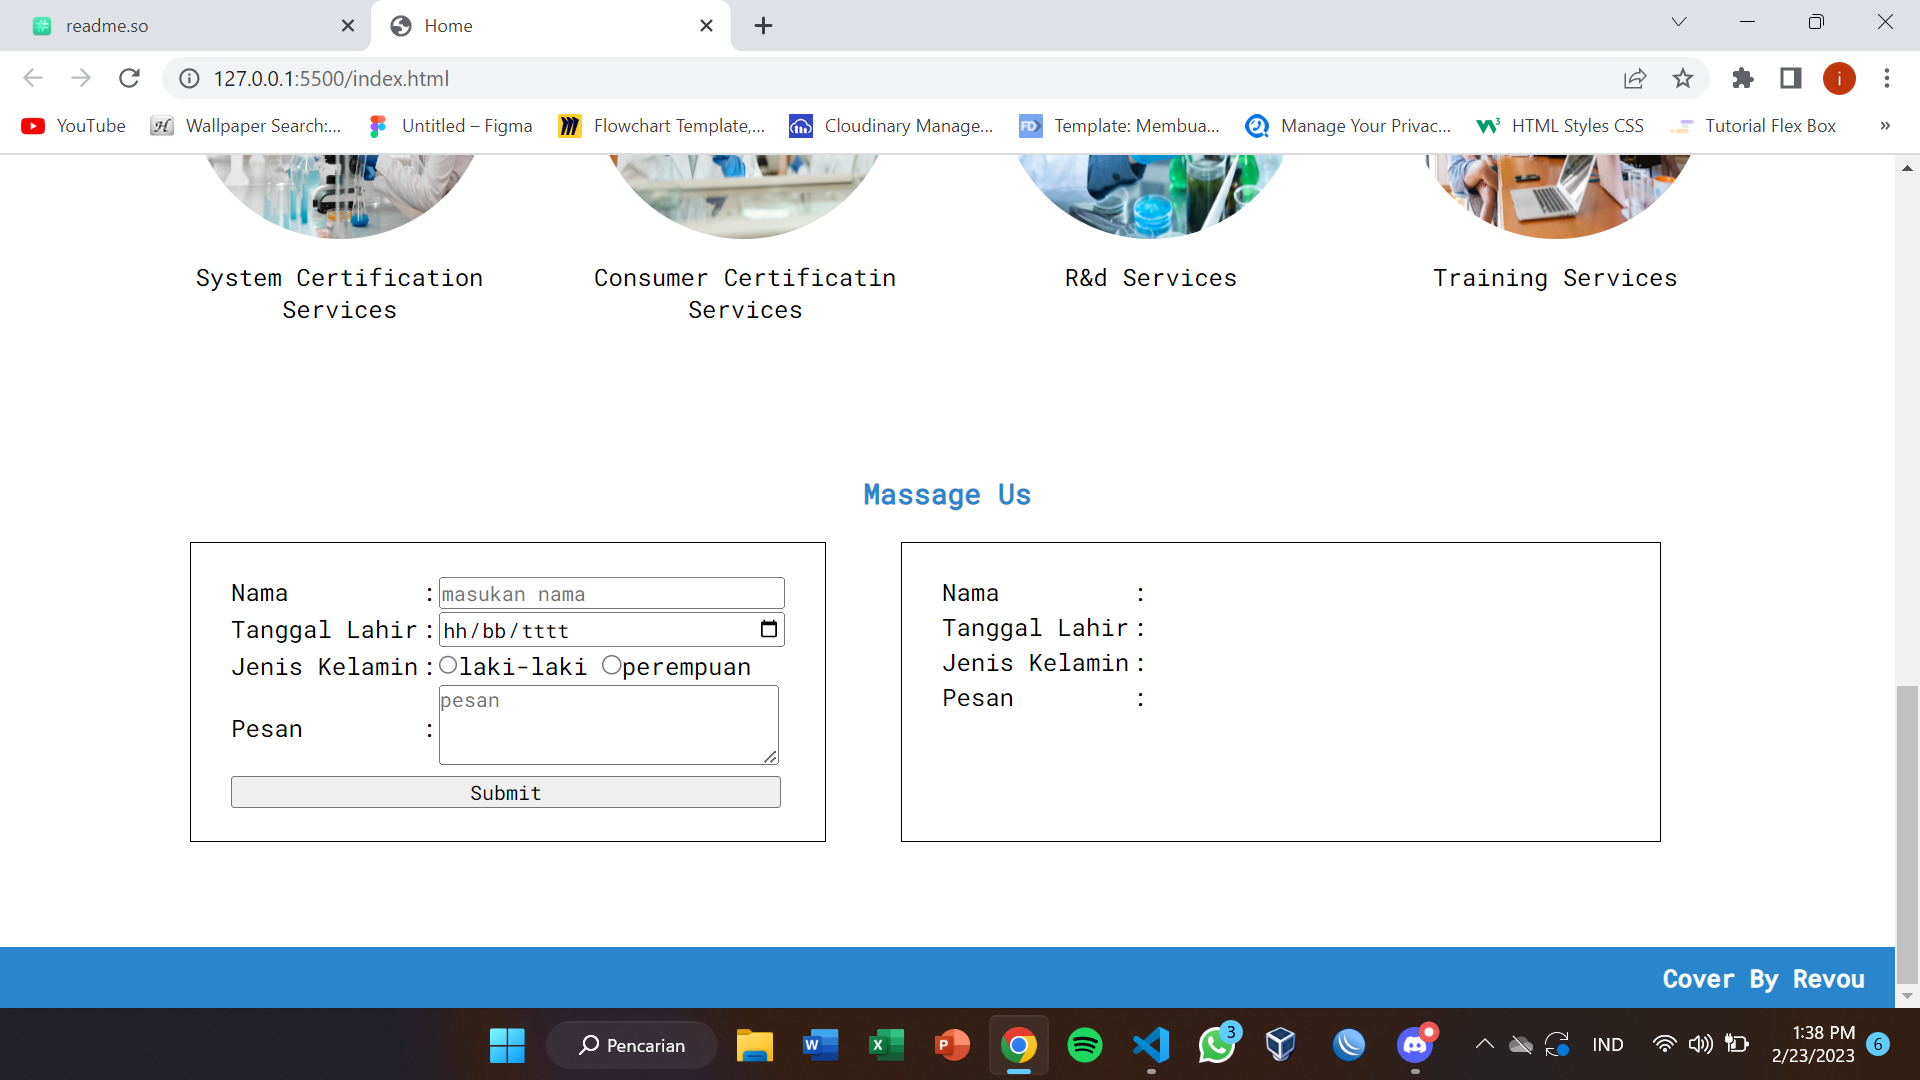 readme.so
Home
127.0.0.1:5500/index.html
i
YouTube
Wallpaper Search:...
Untitled – Figma
Flowchart Template,...
Cloudinary Manage...
FD Template: Membua...
Manage Your Privac...
HTML Styles CSS
Tutorial Flex Box
»
System Certification
Services
Consumer Certificatin
Services
R&d Services
Training Services
Massage Us
Nama : masukan nama
Tanggal Lahir : hh/bb/tttt
Jenis Kelamin : laki-laki perempuan
Pesan : pesan
Submit
Nama :
Tanggal Lahir :
Jenis Kelamin :
Pesan :
Cover By Revou
Pencarian
W
X
P
3
IND
1:38 PM
2/23/2023
6